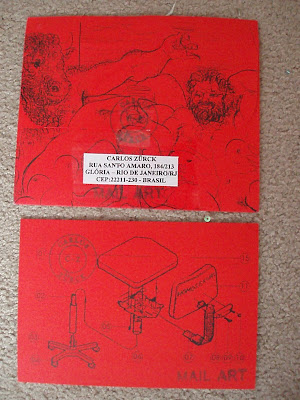 CARLOS ZÜRCK
RUA SANTO AMARO, 184/213
GLÓRIA – RIO DE JANEIRO/RJ
CEP:22211-230 - BRASIL
MAIL ART